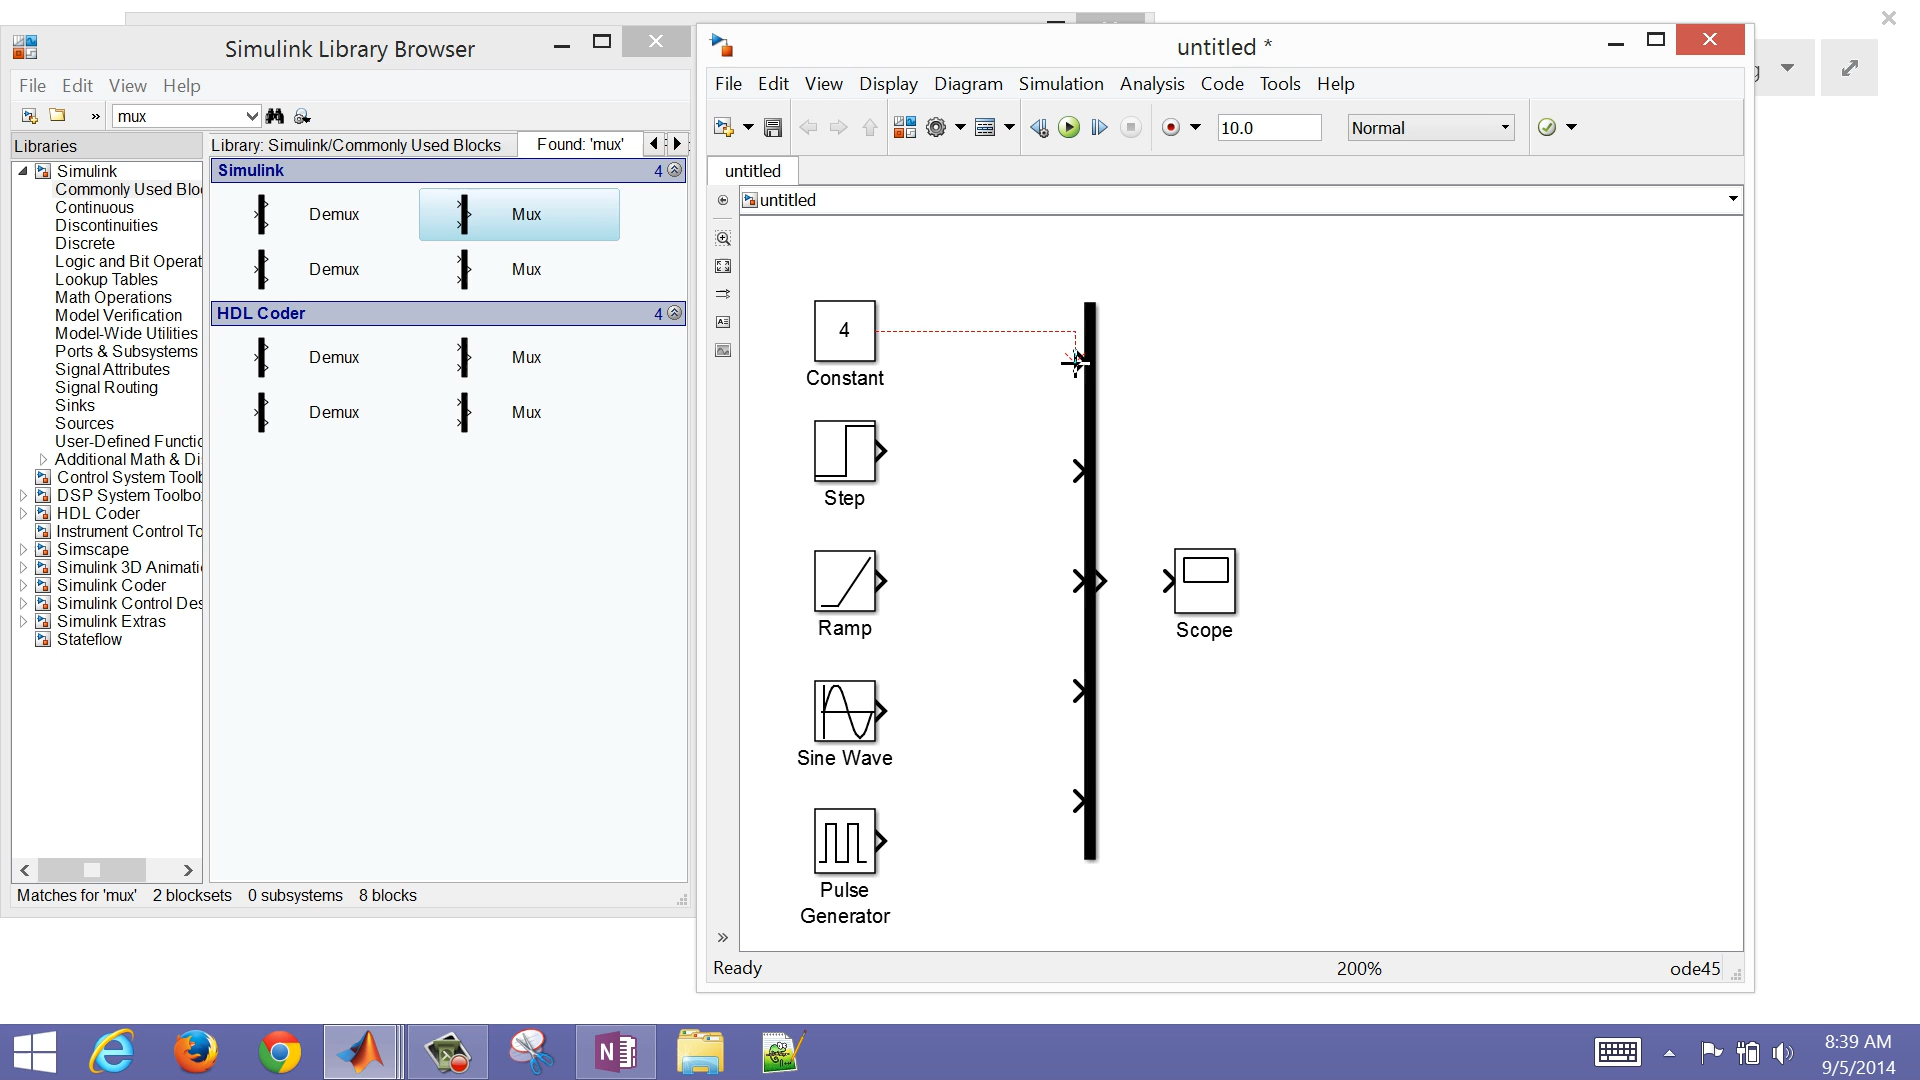 Simulink Library Browser
File Edit View Help
mux
Libraries
Library: Simulink/Commonly Used Blocks
Found: 'mux'
Simulink
Commonly Used Blo
Continuous
Discontinuities
Discrete
Logic and Bit Operat
Lookup Tables
Math Operations
Model Verification
Model-Wide Utilities
Ports & Subsystems
Signal Attributes
Signal Routing
Sinks
Sources
User-Defined Functio
Additional Math & Di
Control System Toolb
DSP System Toolbo
HDL Coder
Instrument Control To
Simscape
Simulink 3D Animati
Simulink Coder
Simulink Control Des
Simulink Extras
Stateflow
Simulink 4
Demux Mux
Demux Mux
HDL Coder 4
Demux Mux
Demux Mux
Matches for 'mux' 2 blocksets 0 subsystems 8 blocks
untitled *
File Edit View Display Diagram Simulation Analysis Code Tools Help
10.0 Normal
untitled
untitled
4
Constant
Step
Ramp
Sine Wave
Pulse
Generator
Scope
Ready 200% ode45
8:39 AM
9/5/2014